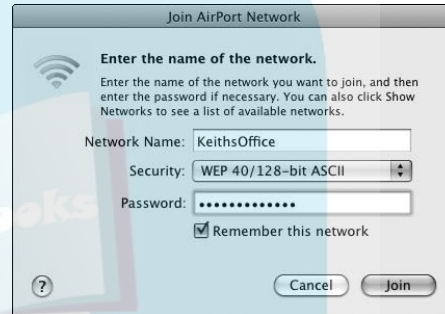 Join AirPort Network
Enter the name of the network.
Enter the name of the network you want to join, and then
enter the password if necessary. You can also click Show
Networks to see a list of available networks.
Network Name: KeithsOffice
Security: WEP 40/128-bit ASCII
Password: •••••••••••••
Remember this network
? Cancel Join
ooks